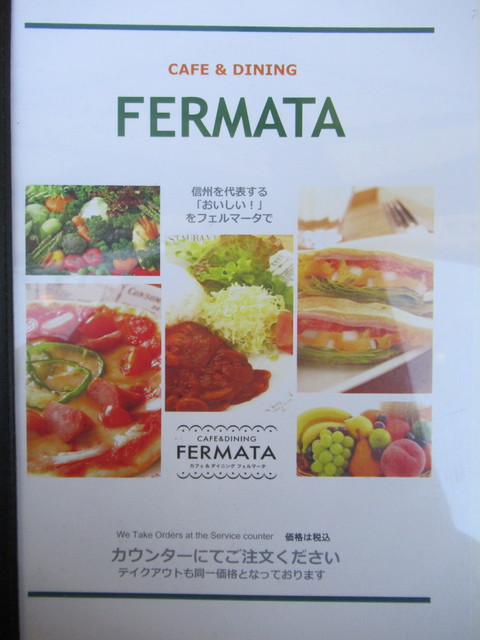 CAFE & DINING
FERMATA
信州を代表する
「おいしい！」
をフェルマータで
CAFE&DINING
FERMATA
カフェ&ダイニング フェルマータ
We Take Orders at the Service counter 価格は税込
カウンターにてご注文ください
テイクアウトも同一価格となっております